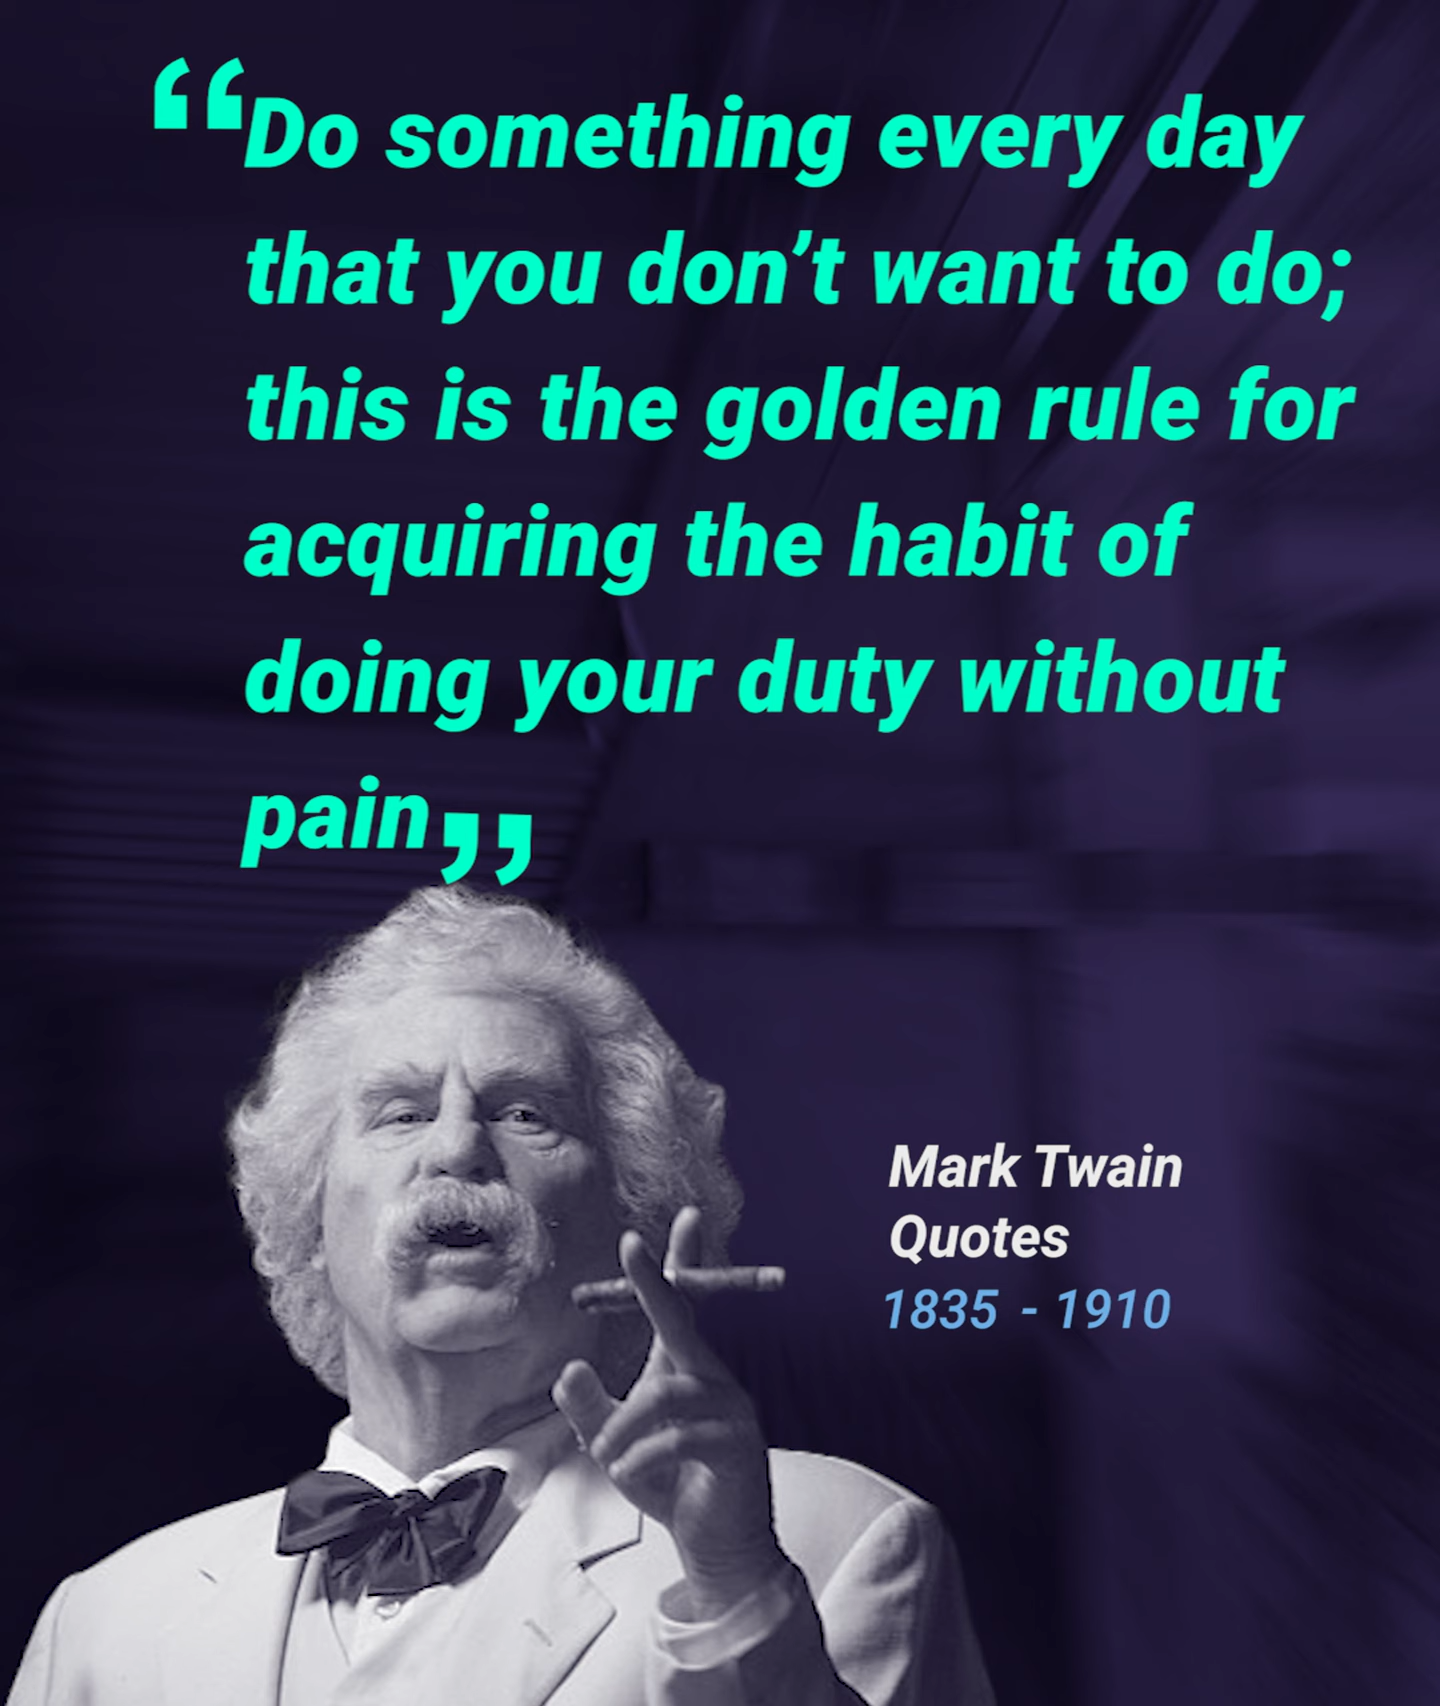 “Do something every day
that you don’t want to do;
this is the golden rule for
acquiring the habit of
doing your duty without
pain”
Mark Twain
Quotes
1835 - 1910